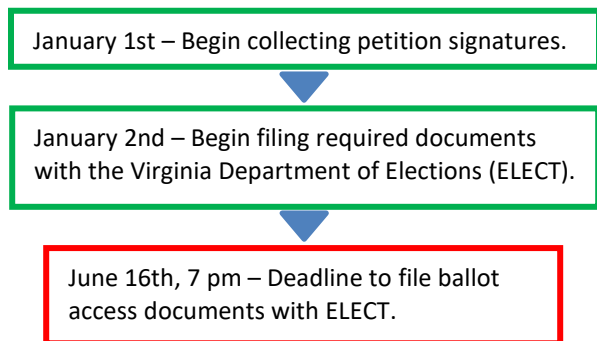 January 1st – Begin collecting petition signatures.
January 2nd – Begin filing required documents
with the Virginia Department of Elections (ELECT).
June 16th, 7 pm – Deadline to file ballot
access documents with ELECT.